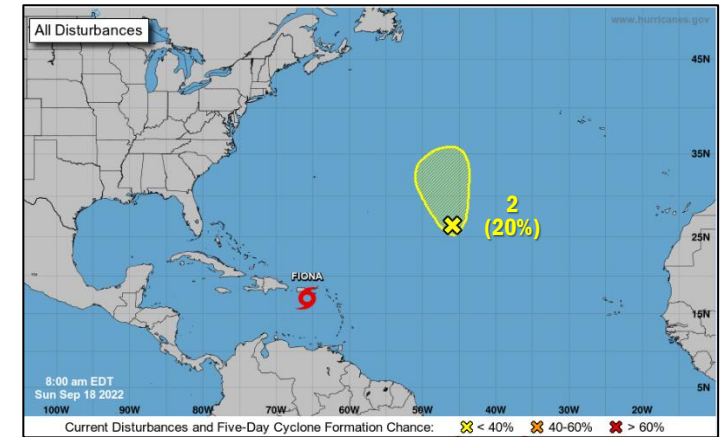 All Disturbances
www.hurricanes.gov
45N
35N
2
(20%)
25N
FIONA
15N
8:00 am EDT
Sun Sep 18 2022
5N
100W 90W 80W 70W 60W 50W 40W 30W 20W
Current Disturbances and Five-Day Cyclone Formation Chance: < 40% 40-60% > 60%